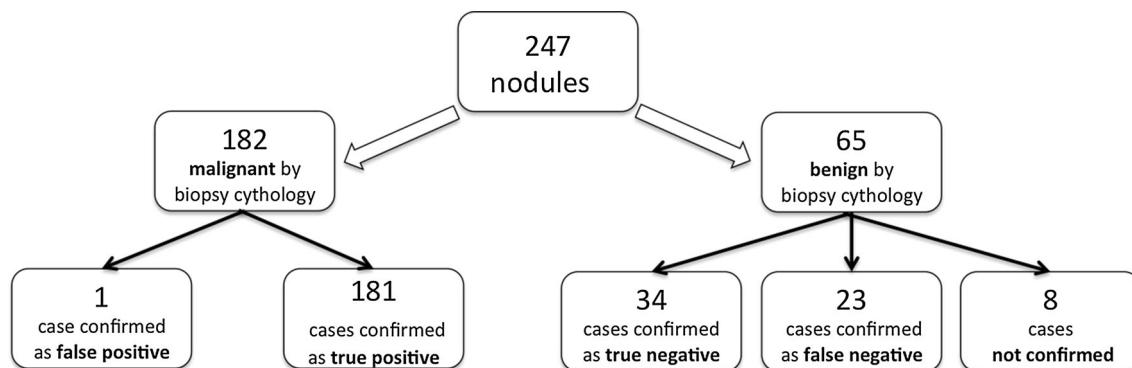 247
nodules
182
malignant by
biopsy cythology
65
benign by
biopsy cythology
1
case confirmed
as false positive
181
cases confirmed
as true positive
34
cases confirmed
as true negative
23
cases confirmed
as false negative
8
cases
not confirmed